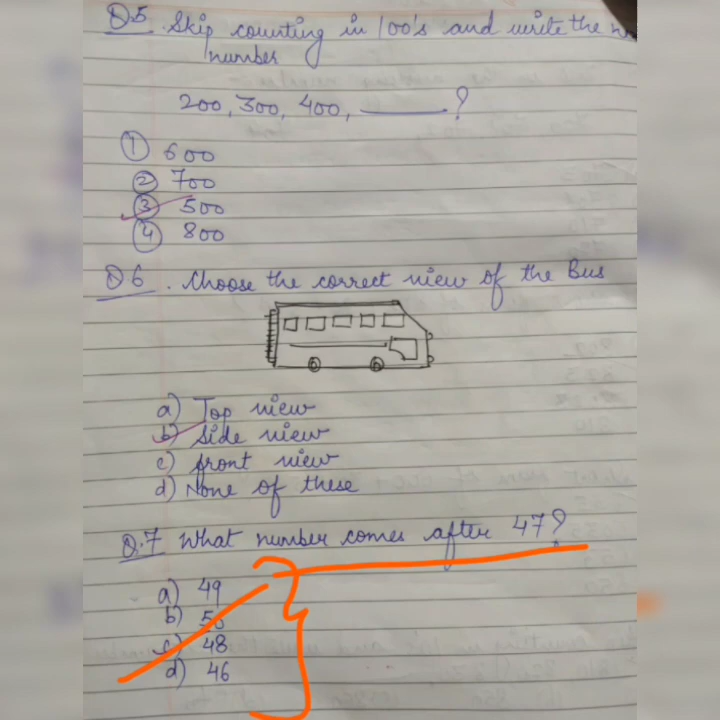 Q.5 Skip counting in 100's and write the
number
200, 300, 400, ______?
① 600
② 700
③ 500
④ 800
Q6. Choose the correct view of the Bus
a) Top view
b) Side view
c) front view
d) None of these
Q.7 What number comes after 47?
a) 49
b) 50
c) 48
d) 46